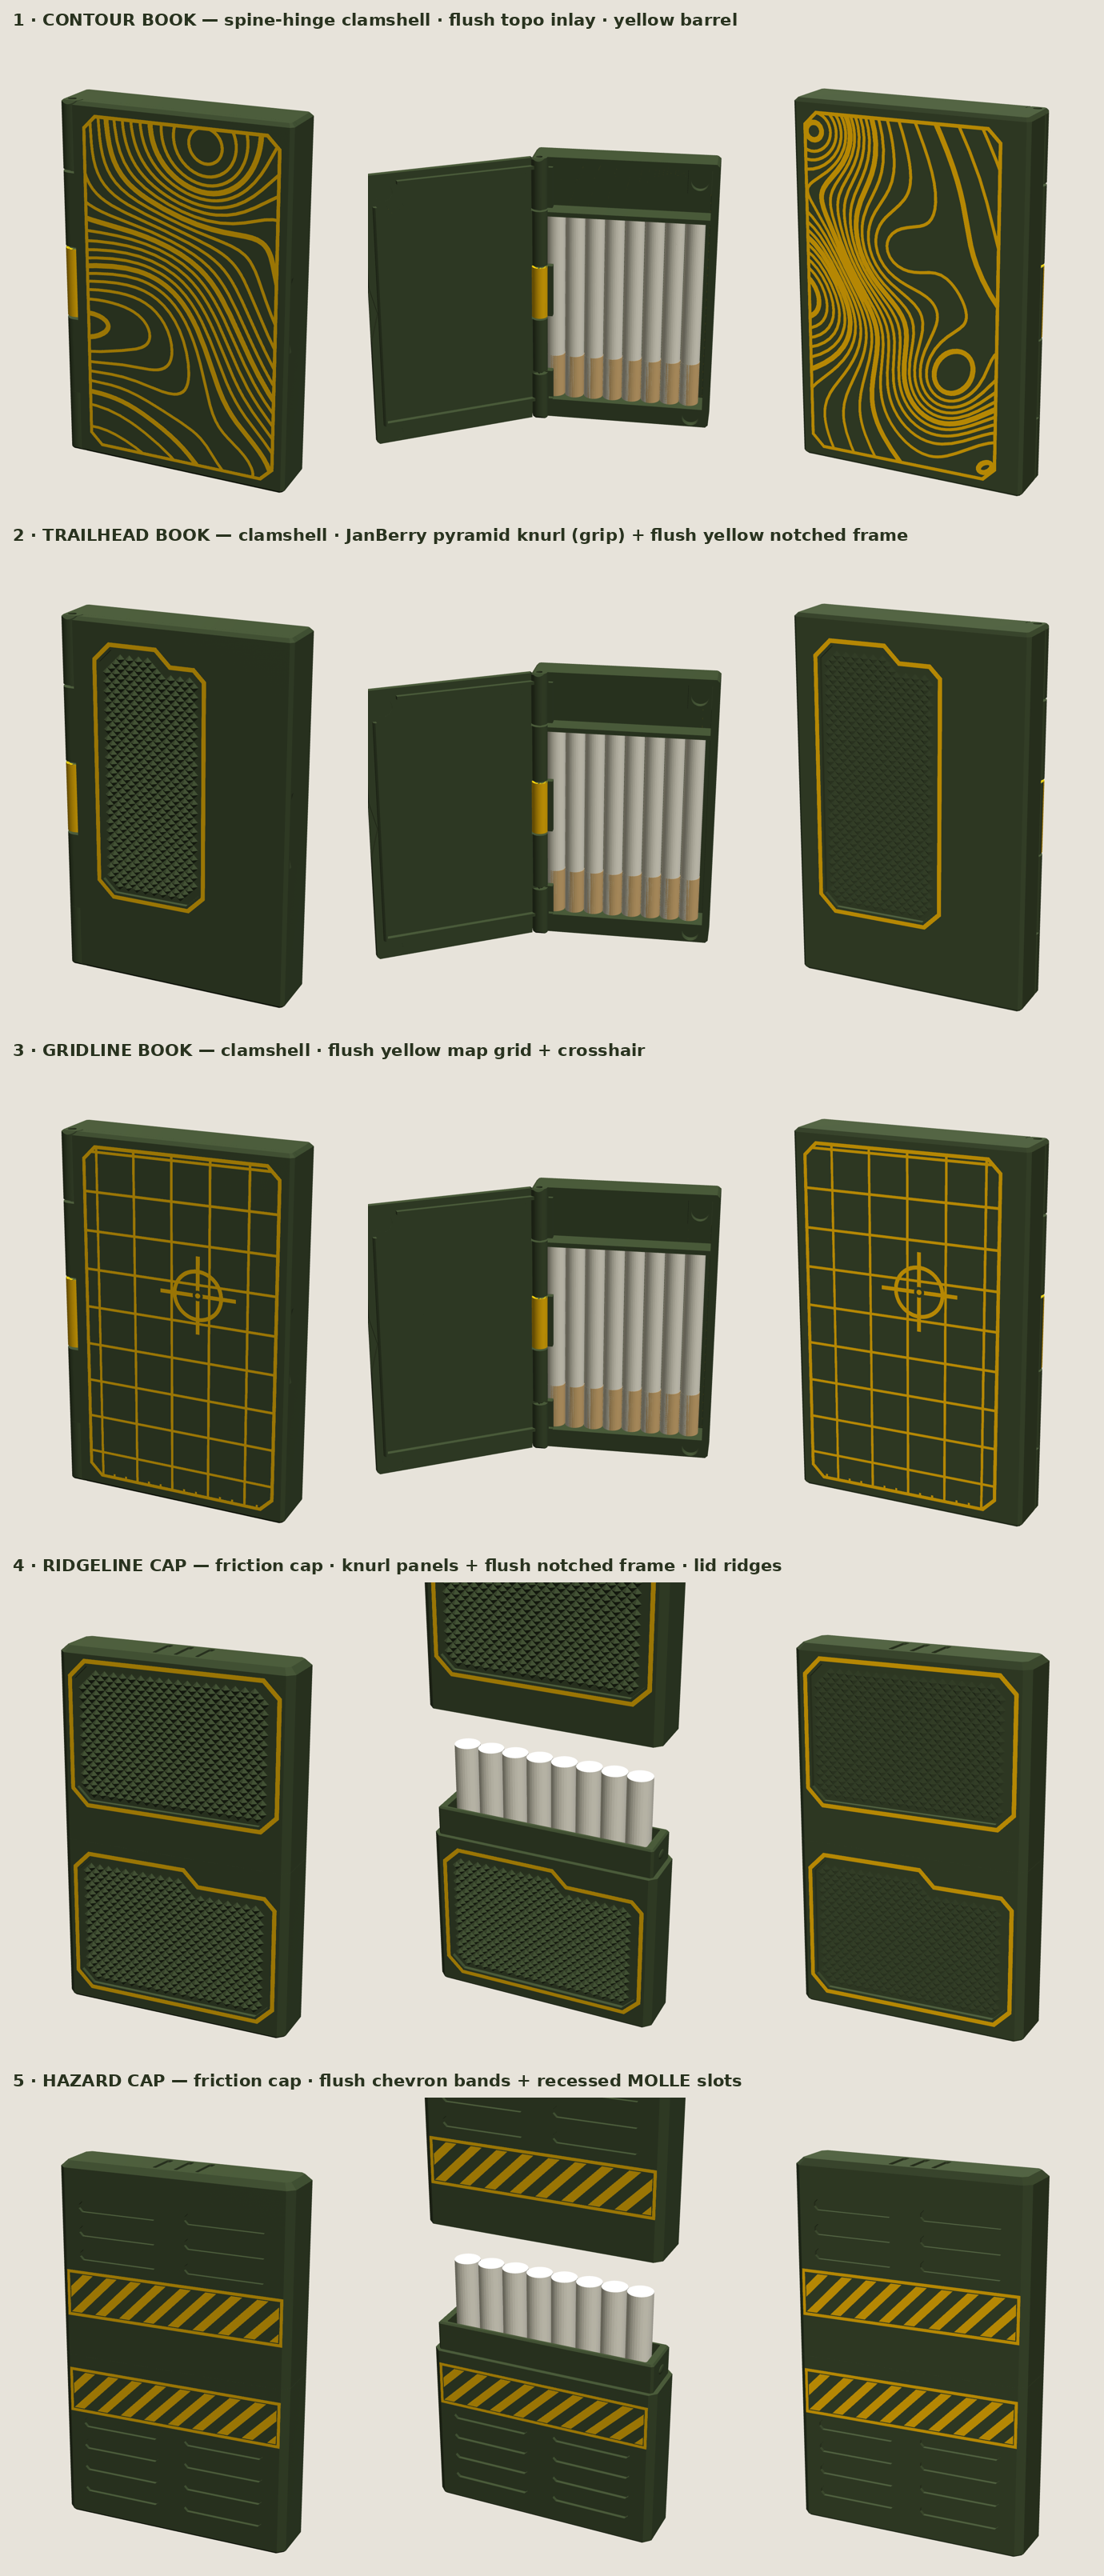 1 · CONTOUR BOOK — spine-hinge clamshell · flush topo inlay · yellow barrel
2 · TRAILHEAD BOOK — clamshell · JanBerry pyramid knurl (grip) + flush yellow notched frame
3 · GRIDLINE BOOK — clamshell · flush yellow map grid + crosshair
4 · RIDGELINE CAP — friction cap · knurl panels + flush notched frame · lid ridges
5 · HAZARD CAP — friction cap · flush chevron bands + recessed MOLLE slots